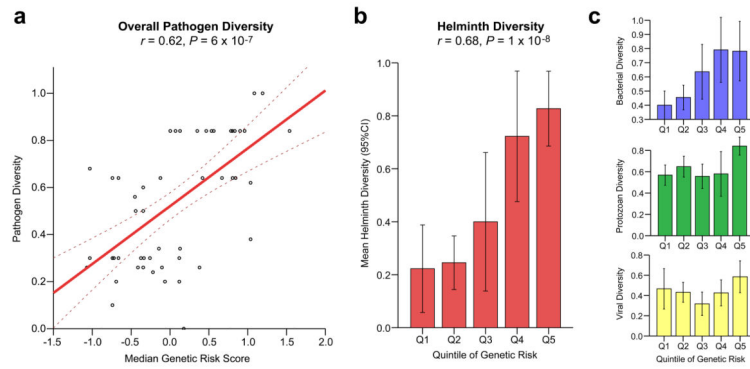 a
Overall Pathogen Diversity
r = 0.62, P = 6 x 10-7
Pathogen Diversity
1.0
0.8
0.6
0.4
0.2
0.0
-1.5 -1.0 -0.5 0.0 0.5 1.0 1.5 2.0
Median Genetic Risk Score
b
Helminth Diversity
r = 0.68, P = 1 x 10-8
Mean Helminth Diversity (95%CI)
1.0
0.8
0.6
0.4
0.2
0.0
Q1 Q2 Q3 Q4 Q5
Quintile of Genetic Risk
c
Bacterial Diversity
1.0
0.9
0.8
0.7
0.6
0.5
0.4
0.3
Q1 Q2 Q3 Q4 Q5
Protozoan Diversity
1.0
0.8
0.6
0.4
0.2
0.0
Q1 Q2 Q3 Q4 Q5
Viral Diversity
1.0
0.8
0.6
0.4
0.2
0.0
Q1 Q2 Q3 Q4 Q5
Quintile of Genetic Risk